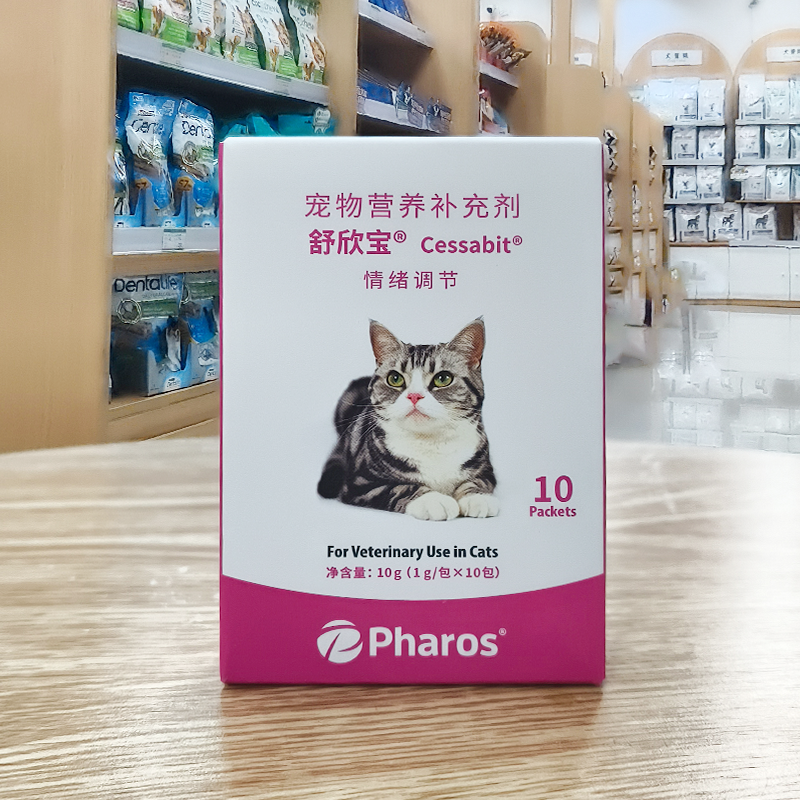 宠物营养补充剂
舒欣宝® Cessabit®
情绪调节
10
Packets
For Veterinary Use in Cats
净含量：10g（1g/包×10包）
Pharos®
DentaLife